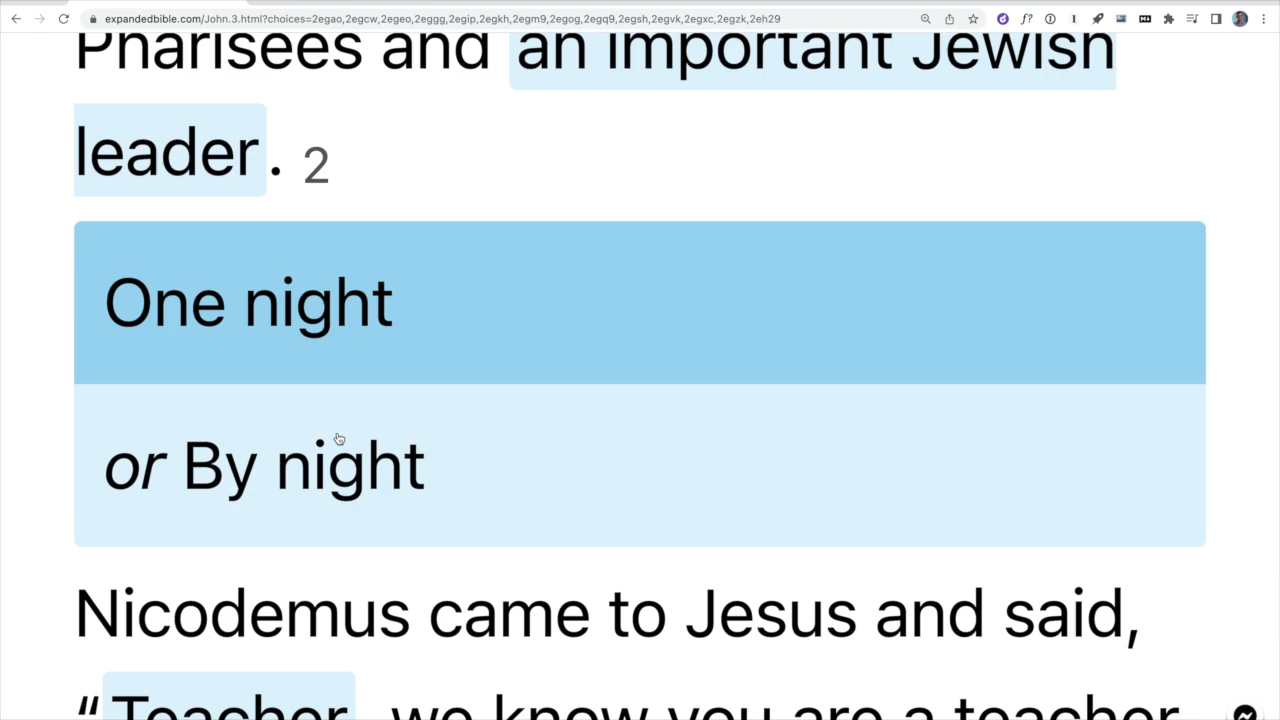 expandedbible.com/John.3.html?choices=2egao,2egcw,2egeo,2eggg,2egip,2egkh,2egm9,2egog,2egq9,2egsh,2egvk,2egxc,2egzk,2eh29
Pharisees and an important Jewish
leader. 2
One night
or By night
Nicodemus came to Jesus and said,
“Teacher, we know you are a teacher